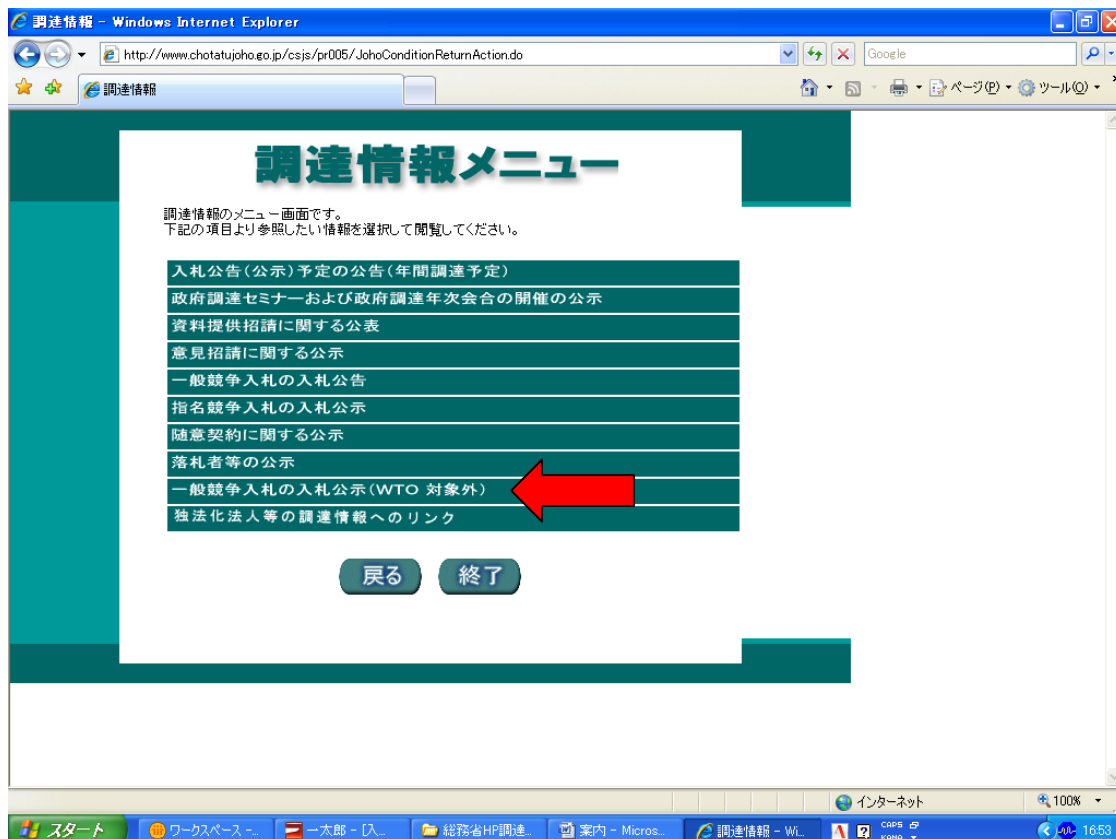 調達情報 - Windows Internet Explorer
http://www.chotatujoho.go.jp/csjs/pr005/JohoConditionReturnAction.do
Google
調達情報
ページ(P)
ツール(O)
調達情報メニュー
調達情報のメニュー画面です。
下記の項目より参照したい情報を選択して閲覧してください。
入札公告(公示)予定の公告(年間調達予定)
政府調達セミナーおよび政府調達年次会合の開催の公示
資料提供招請に関する公表
意見招請に関する公示
一般競争入札の入札公告
指名競争入札の入札公示
随意契約に関する公示
落札者等の公示
一般競争入札の入札公示(WTO 対象外)
独法化法人等の調達情報へのリンク
戻る
終了
インターネット
100%
スタート
ワークスペース -...
一太郎 - [入...
総務省HP調達...
案内 - Micros...
調達情報 - Wi...
A
CAPS
KANA
16:53